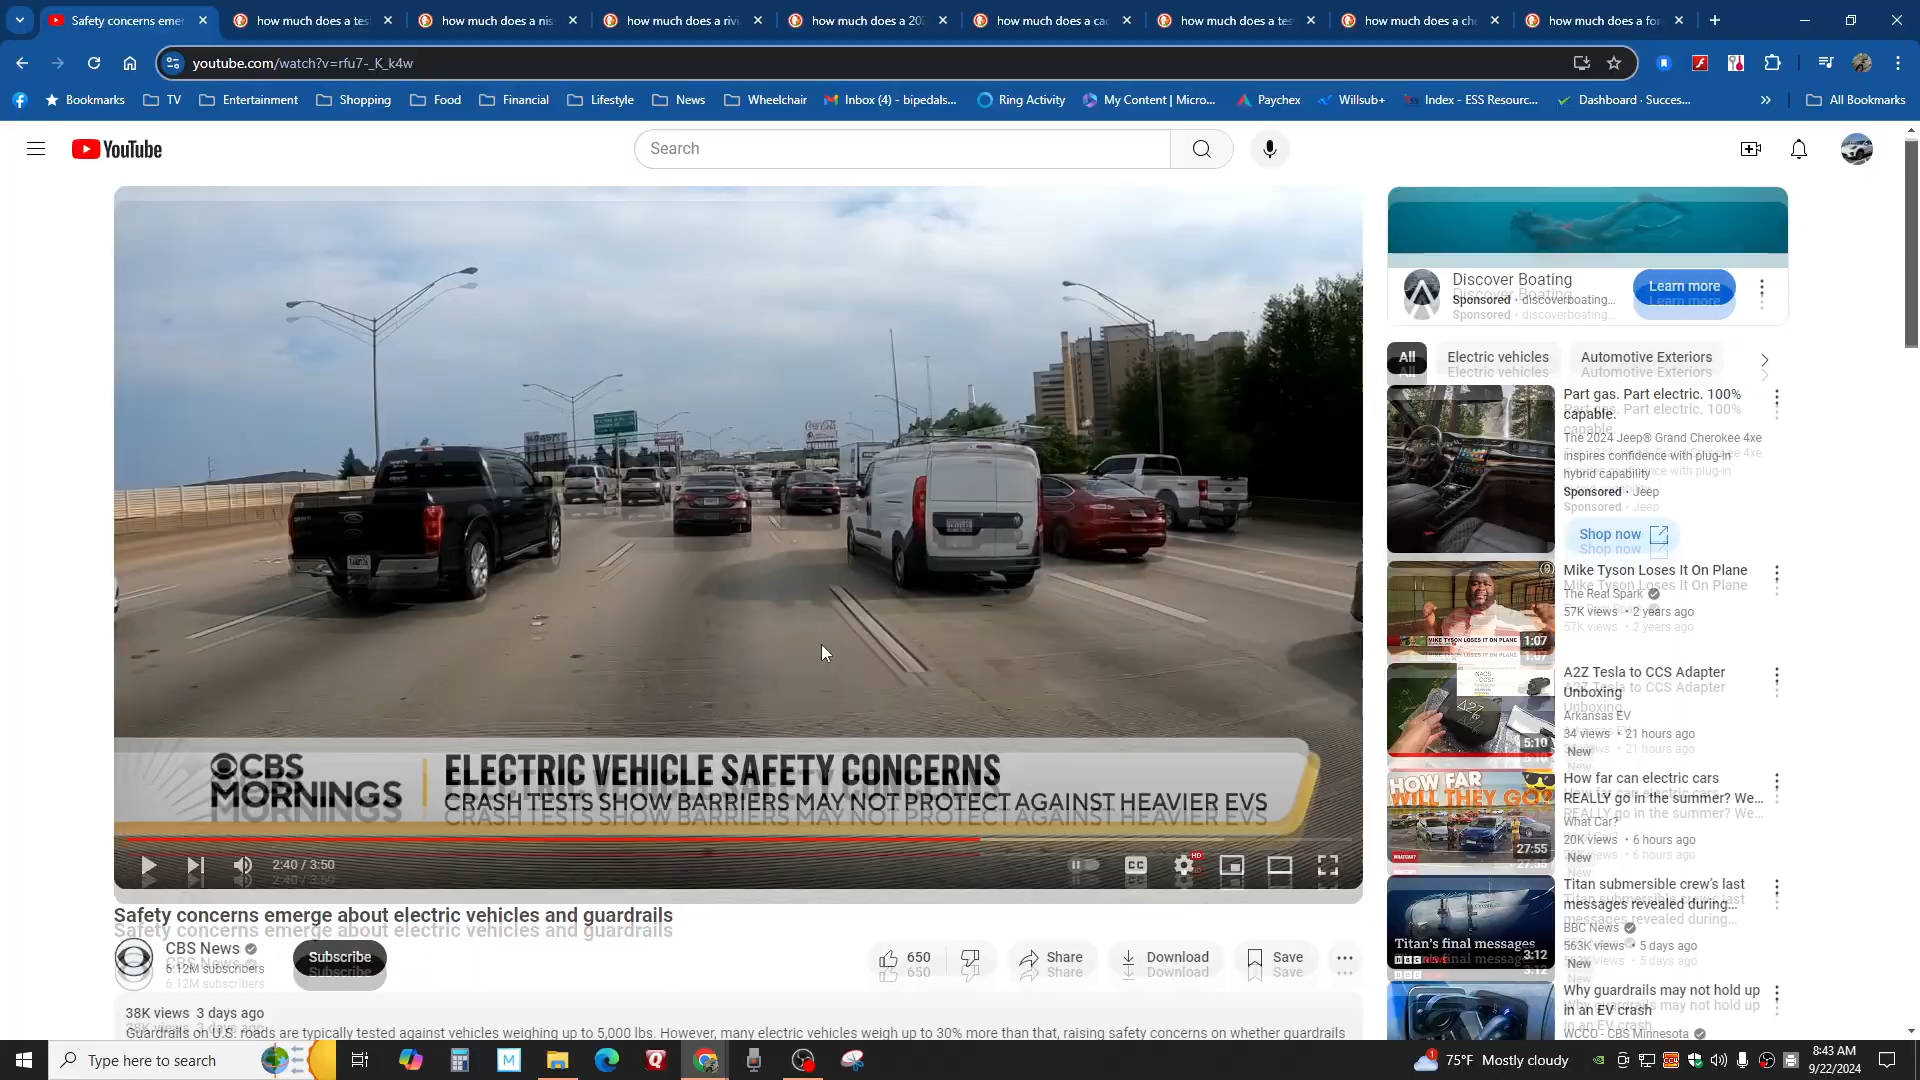 Safety concerns emer
how much does a tes
how much does a nis
how much does a rivi
how much does a 202
how much does a cac
how much does a tes
how much does a che
how much does a for
youtube.com/watch?v=rfu7-_K_k4w
Bookmarks
TV
Entertainment
Shopping
Food
Financial
Lifestyle
News
Wheelchair
Inbox (4) - bipedals...
Ring Activity
My Content | Micro...
Paychex
Willsub+
Index - ESS Resourc...
Dashboard · Succes...
»
All Bookmarks
YouTube
Search
Coca-Cola
CBS
MORNINGS
ELECTRIC VEHICLE SAFETY CONCERNS
CRASH TESTS SHOW BARRIERS MAY NOT PROTECT AGAINST HEAVIER EVS
2:40 / 3:50
CC
HD
Safety concerns emerge about electric vehicles and guardrails
CBS News
6.12M subscribers
Subscribe
650
Share
Download
Save
38K views 3 days ago
Guardrails on U.S. roads are typically tested against vehicles weighing up to 5,000 lbs. However, many electric vehicles weigh up to 30% more than that, raising safety concerns on whether guardrails
Discover Boating
Sponsored · discoverboating...
Learn more
All
Electric vehicles
Automotive Exteriors
Part gas. Part electric. 100%
capable.
The 2024 Jeep® Grand Cherokee 4xe
inspires confidence with plug-in
hybrid capability
Sponsored · Jeep
Shop now
MIKE TYSON LOSES IT ON PLANE
1:07
Mike Tyson Loses It On Plane
The Real Spark
57K views • 2 years ago
NACS
5:10
A2Z Tesla to CCS Adapter
Unboxing
Arkansas EV
34 views • 21 hours ago
New
HOW FAR
WILL THEY GO?
27:55
How far can electric cars
REALLY go in the summer? We...
What Car?
20K views • 6 hours ago
New
Titan's final messages
BBC NEWS
3:12
Titan submersible crew's last
messages revealed during...
BBC News
563K views • 5 days ago
New
Why guardrails may not hold up
in an EV crash
WCCO - CBS Minnesota
Type here to search
75°F Mostly cloudy
8:43 AM
9/22/2024